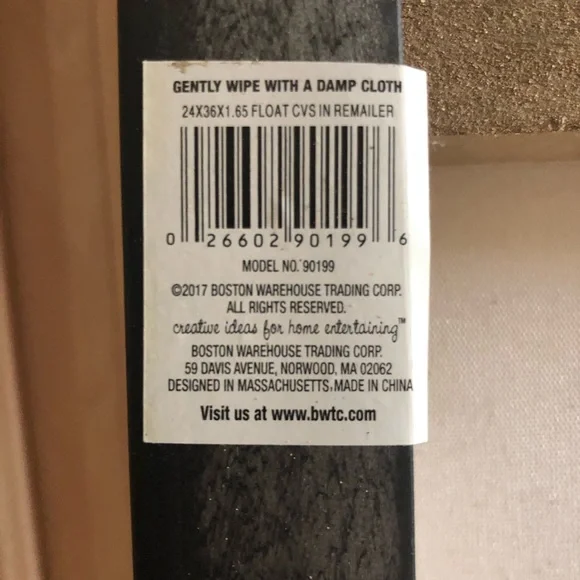 GENTLY WIPE WITH A DAMP CLOTH
24X36X1.65 FLOAT CVS IN REMAILER
0 26602 90199 6
MODEL NO. 90199
©2017 BOSTON WAREHOUSE TRADING CORP.
ALL RIGHTS RESERVED.
creative ideas for home entertaining™
BOSTON WAREHOUSE TRADING CORP.
59 DAVIS AVENUE, NORWOOD, MA 02062
DESIGNED IN MASSACHUSETTS. MADE IN CHINA
Visit us at www.bwtc.com